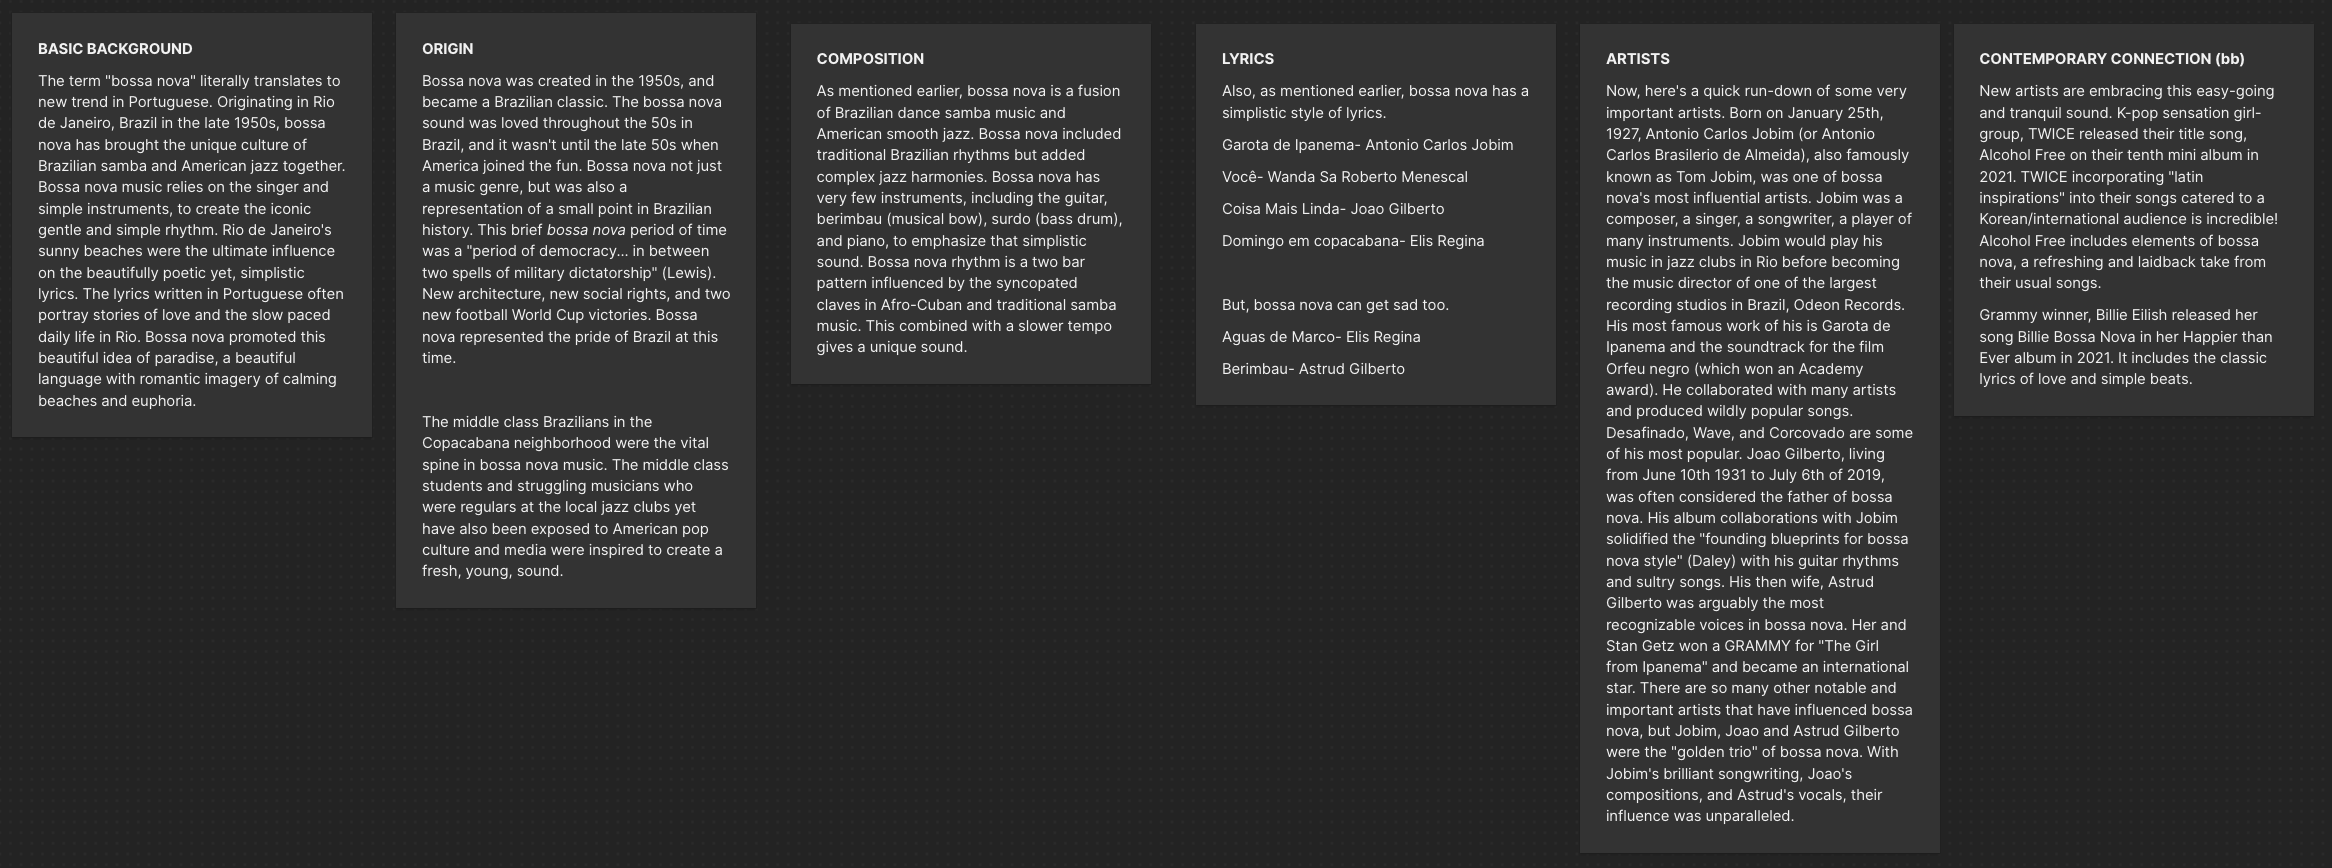 BASIC BACKGROUND
The term "bossa nova" literally translates to
new trend in Portuguese. Originating in Rio
de Janeiro, Brazil in the late 1950s, bossa
nova has brought the unique culture of
Brazilian samba and American jazz together.
Bossa nova music relies on the singer and
simple instruments, to create the iconic
gentle and simple rhythm. Rio de Janeiro's
sunny beaches were the ultimate influence
on the beautifully poetic yet, simplistic
lyrics. The lyrics written in Portuguese often
portray stories of love and the slow paced
daily life in Rio. Bossa nova promoted this
beautiful idea of paradise, a beautiful
language with romantic imagery of calming
beaches and euphoria.
ORIGIN
Bossa nova was created in the 1950s, and
became a Brazilian classic. The bossa nova
sound was loved throughout the 50s in
Brazil, and it wasn't until the late 50s when
America joined the fun. Bossa nova not just
a music genre, but was also a
representation of a small point in Brazilian
history. This brief bossa nova period of time
was a "period of democracy... in between
two spells of military dictatorship" (Lewis).
New architecture, new social rights, and two
new football World Cup victories. Bossa
nova represented the pride of Brazil at this
time.
The middle class Brazilians in the
Copacabana neighborhood were the vital
spine in bossa nova music. The middle class
students and struggling musicians who
were regulars at the local jazz clubs yet
have also been exposed to American pop
culture and media were inspired to create a
fresh, young, sound.
COMPOSITION
As mentioned earlier, bossa nova is a fusion
of Brazilian dance samba music and
American smooth jazz. Bossa nova included
traditional Brazilian rhythms but added
complex jazz harmonies. Bossa nova has
very few instruments, including the guitar,
berimbau (musical bow), surdo (bass drum),
and piano, to emphasize that simplistic
sound. Bossa nova rhythm is a two bar
pattern influenced by the syncopated
claves in Afro-Cuban and traditional samba
music. This combined with a slower tempo
gives a unique sound.
LYRICS
Also, as mentioned earlier, bossa nova has a
simplistic style of lyrics.
Garota de Ipanema- Antonio Carlos Jobim
Você- Wanda Sa Roberto Menescal
Coisa Mais Linda- Joao Gilberto
Domingo em copacabana- Elis Regina
But, bossa nova can get sad too.
Aguas de Marco- Elis Regina
Berimbau- Astrud Gilberto
ARTISTS
Now, here's a quick run-down of some very
important artists. Born on January 25th,
1927, Antonio Carlos Jobim (or Antonio
Carlos Brasilerio de Almeida), also famously
known as Tom Jobim, was one of bossa
nova's most influential artists. Jobim was a
composer, a singer, a songwriter, a player of
many instruments. Jobim would play his
music in jazz clubs in Rio before becoming
the music director of one of the largest
recording studios in Brazil, Odeon Records.
His most famous work of his is Garota de
Ipanema and the soundtrack for the film
Orfeu negro (which won an Academy
award). He collaborated with many artists
and produced wildly popular songs.
Desafinado, Wave, and Corcovado are some
of his most popular. Joao Gilberto, living
from June 10th 1931 to July 6th of 2019,
was often considered the father of bossa
nova. His album collaborations with Jobim
solidified the "founding blueprints for bossa
nova style" (Daley) with his guitar rhythms
and sultry songs. His then wife, Astrud
Gilberto was arguably the most
recognizable voices in bossa nova. Her and
Stan Getz won a GRAMMY for "The Girl
from Ipanema" and became an international
star. There are so many other notable and
important artists that have influenced bossa
nova, but Jobim, Joao and Astrud Gilberto
were the "golden trio" of bossa nova. With
Jobim's brilliant songwriting, Joao's
compositions, and Astrud's vocals, their
influence was unparalleled.
CONTEMPORARY CONNECTION (bb)
New artists are embracing this easy-going
and tranquil sound. K-pop sensation girl-
group, TWICE released their title song,
Alcohol Free on their tenth mini album in
2021. TWICE incorporating "latin
inspirations" into their songs catered to a
Korean/international audience is incredible!
Alcohol Free includes elements of bossa
nova, a refreshing and laidback take from
their usual songs.
Grammy winner, Billie Eilish released her
song Billie Bossa Nova in her Happier than
Ever album in 2021. It includes the classic
lyrics of love and simple beats.